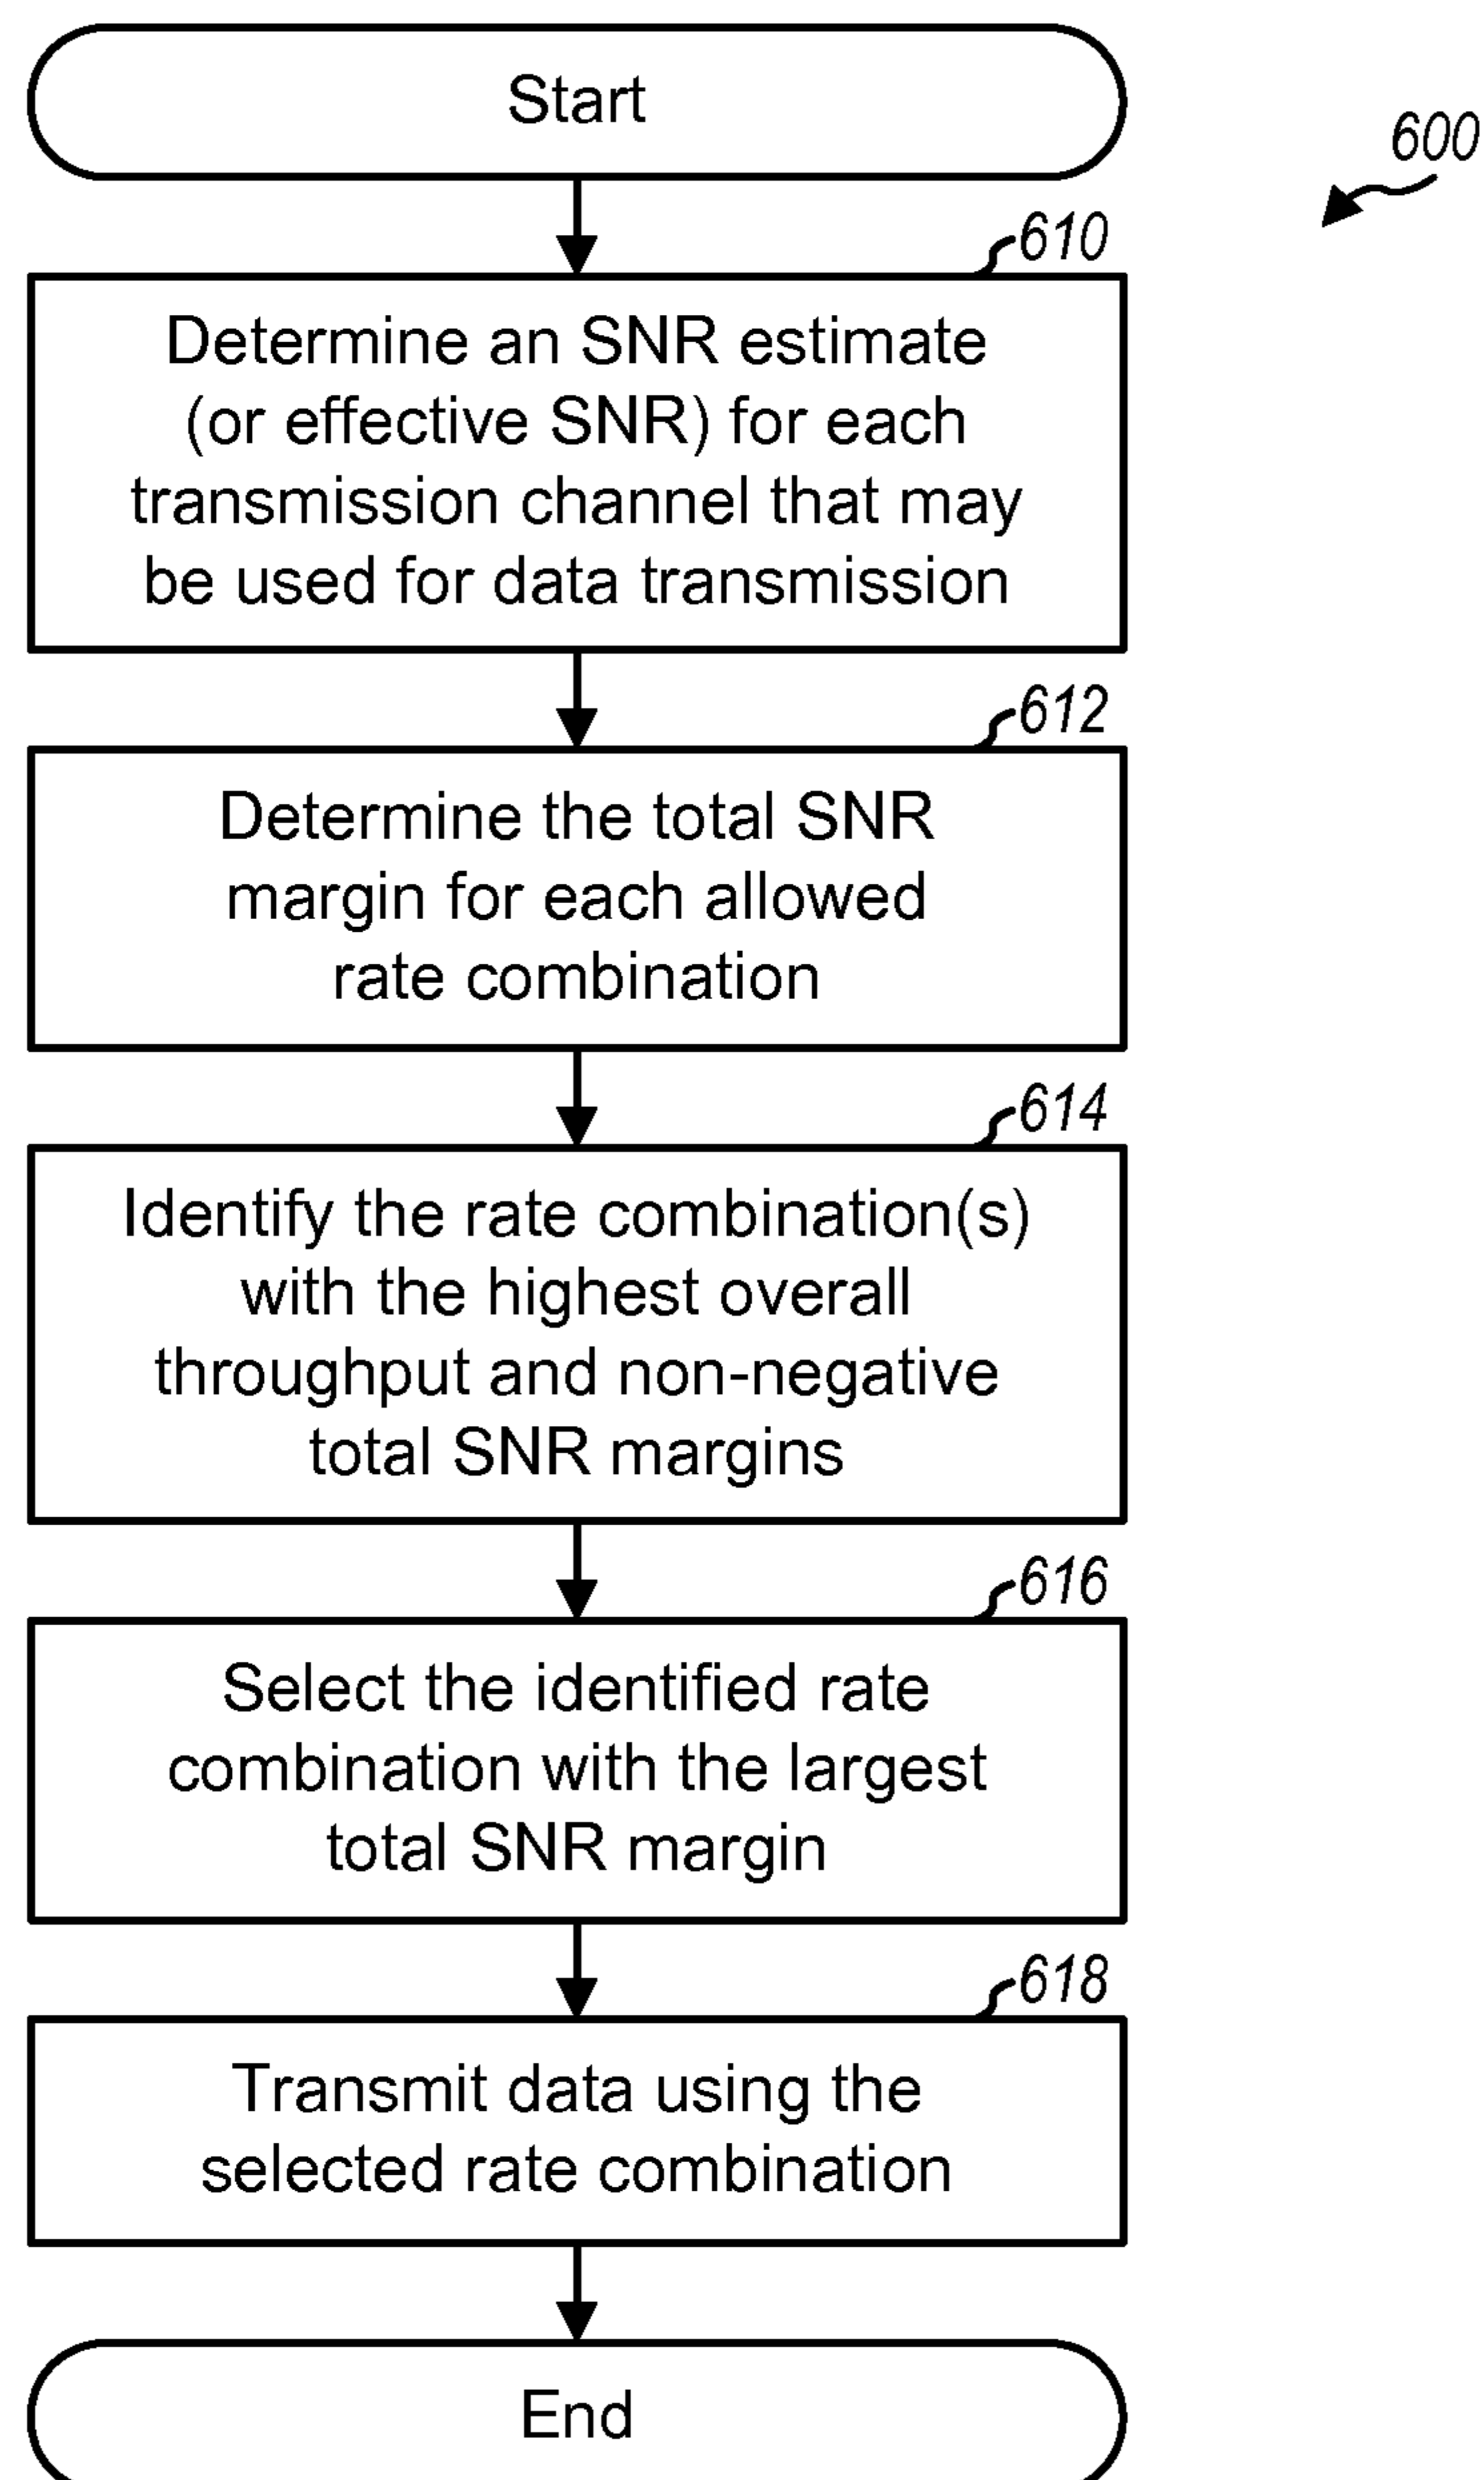 Start
600
610
Determine an SNR estimate
(or effective SNR) for each
transmission channel that may
be used for data transmission
612
Determine the total SNR
margin for each allowed
rate combination
614
Identify the rate combination(s)
with the highest overall
throughput and non-negative
total SNR margins
616
Select the identified rate
combination with the largest
total SNR margin
618
Transmit data using the
selected rate combination
End